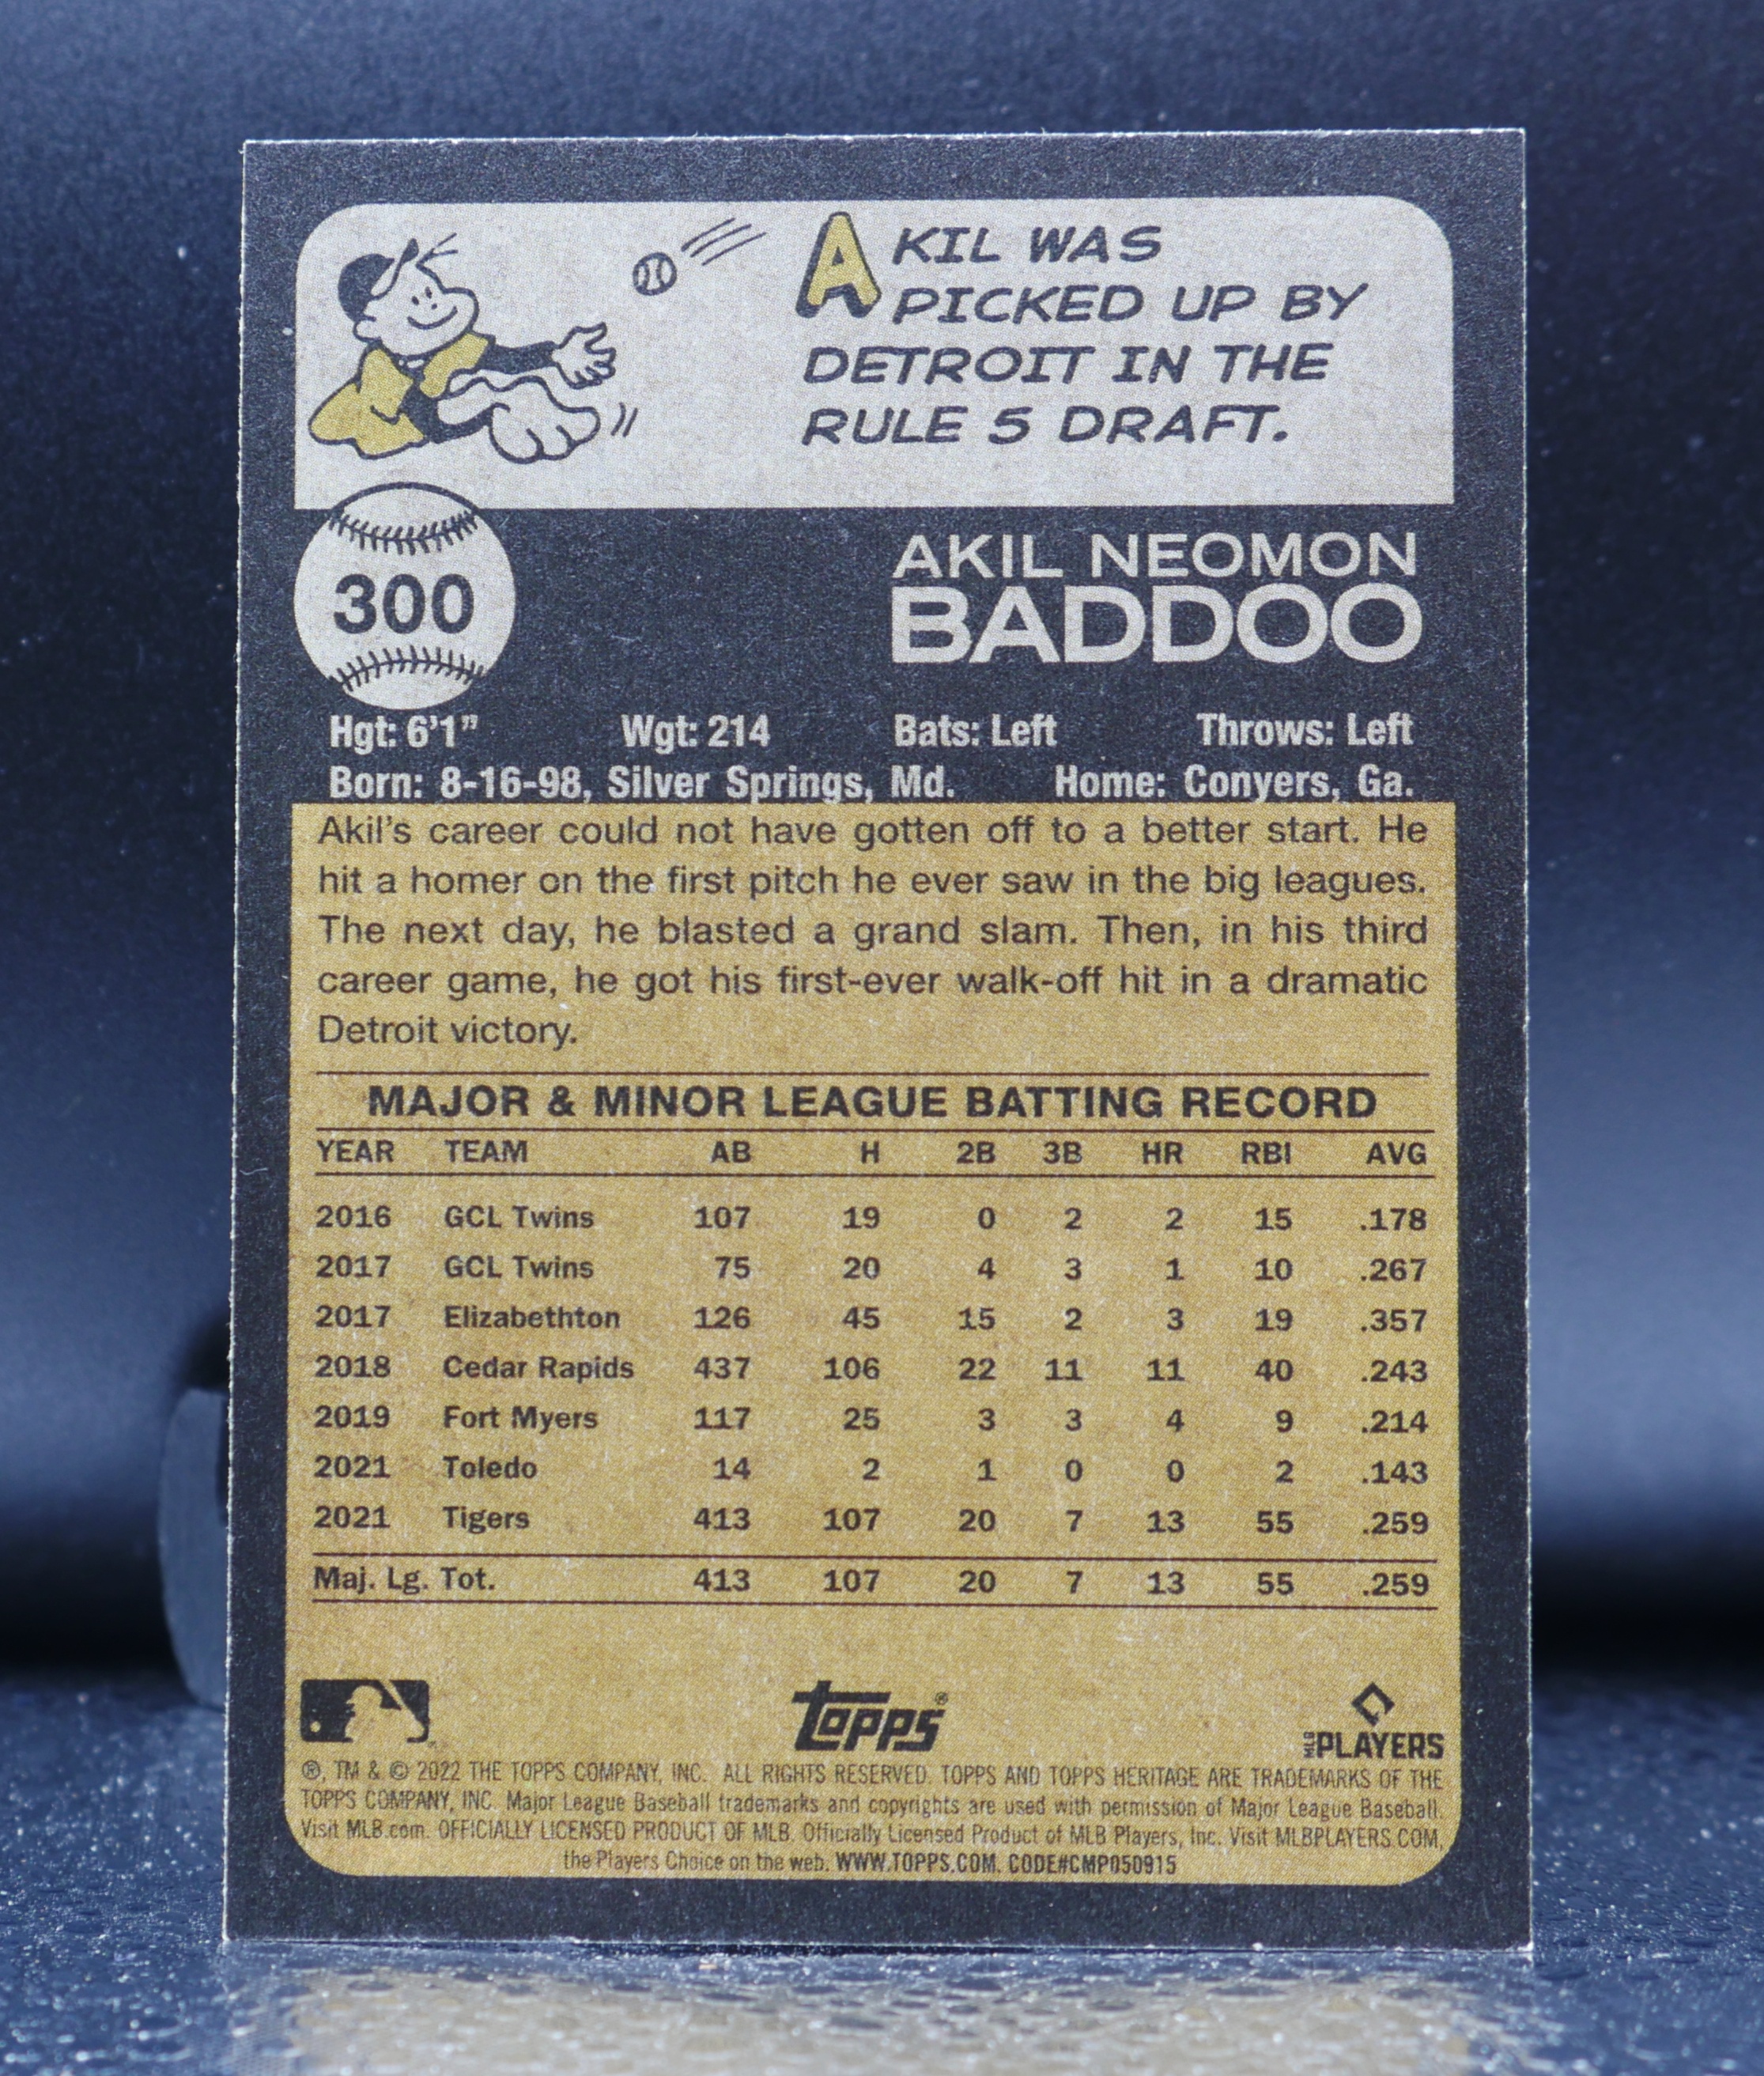 AKIL WAS
PICKED UP BY
DETROIT IN THE
RULE 5 DRAFT.
300
AKIL NEOMON
BADDOO
Hgt: 6'1" Wgt: 214 Bats: Left Throws: Left
Born: 8-16-98, Silver Springs, Md. Home: Conyers, Ga.
Akil's career could not have gotten off to a better start. He
hit a homer on the first pitch he ever saw in the big leagues.
The next day, he blasted a grand slam. Then, in his third
career game, he got his first-ever walk-off hit in a dramatic
Detroit victory.
MAJOR & MINOR LEAGUE BATTING RECORD
YEAR TEAM AB H 2B 3B HR RBI AVG
2016 GCL Twins 107 19 0 2 2 15 .178
2017 GCL Twins 75 20 4 3 1 10 .267
2017 Elizabethton 126 45 15 2 3 19 .357
2018 Cedar Rapids 437 106 22 11 11 40 .243
2019 Fort Myers 117 25 3 3 4 9 .214
2021 Toledo 14 2 1 0 0 2 .143
2021 Tigers 413 107 20 7 13 55 .259
Maj. Lg. Tot. 413 107 20 7 13 55 .259
Topps®
MLB PLAYERS
®, TM & © 2022 THE TOPPS COMPANY, INC. ALL RIGHTS RESERVED. TOPPS AND TOPPS HERITAGE ARE TRADEMARKS OF THE
TOPPS COMPANY, INC. Major League Baseball trademarks and copyrights are used with permission of Major League Baseball.
Visit MLB.com. OFFICIALLY LICENSED PRODUCT OF MLB. Officially Licensed Product of MLB Players, Inc. Visit MLBPLAYERS.COM,
the Players Choice on the web. WWW.TOPPS.COM. CODE#CMP050915